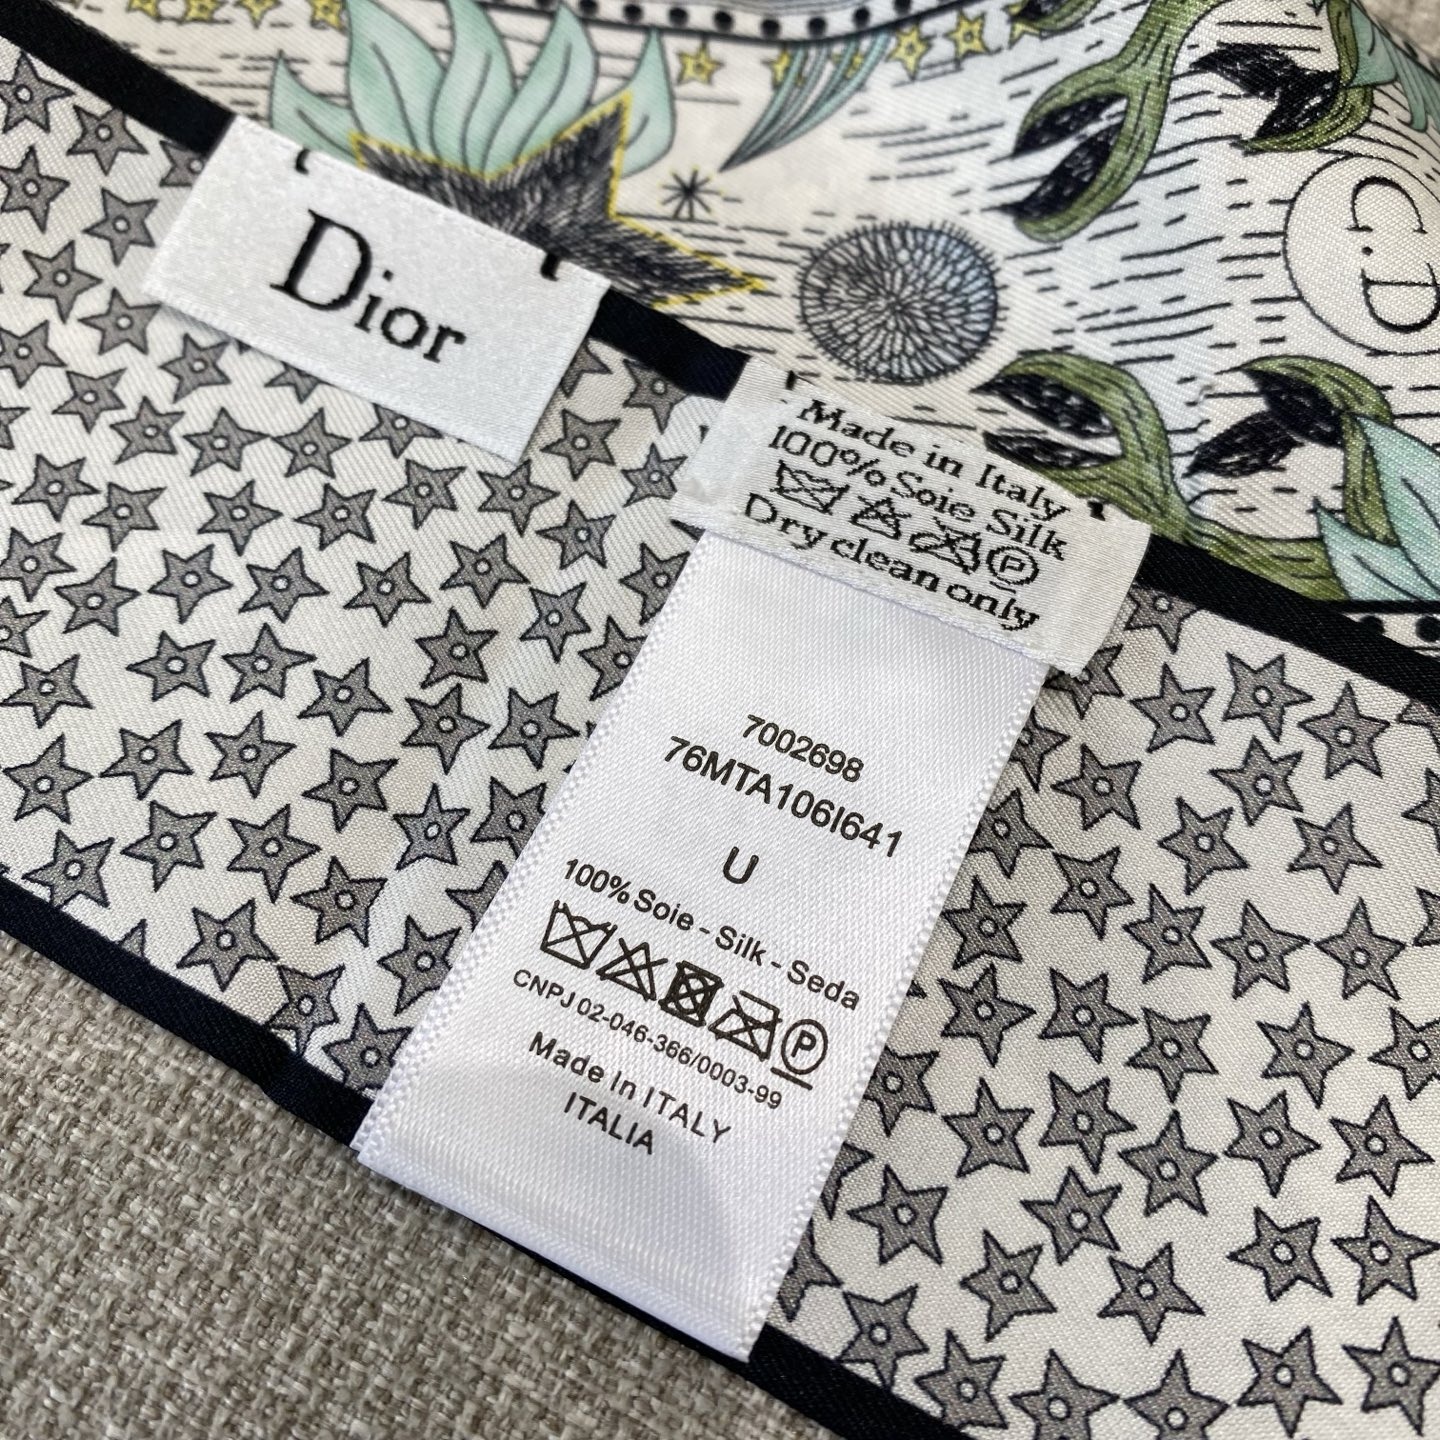 Dior
C.D
Made in Italy
100% Soie Silk
P
Dry clean only
7002698
76MTA106I641
U
100% Soie - Silk - Seda
P
CNPJ 02-046-366/0003-99
Made In ITALY
ITALIA